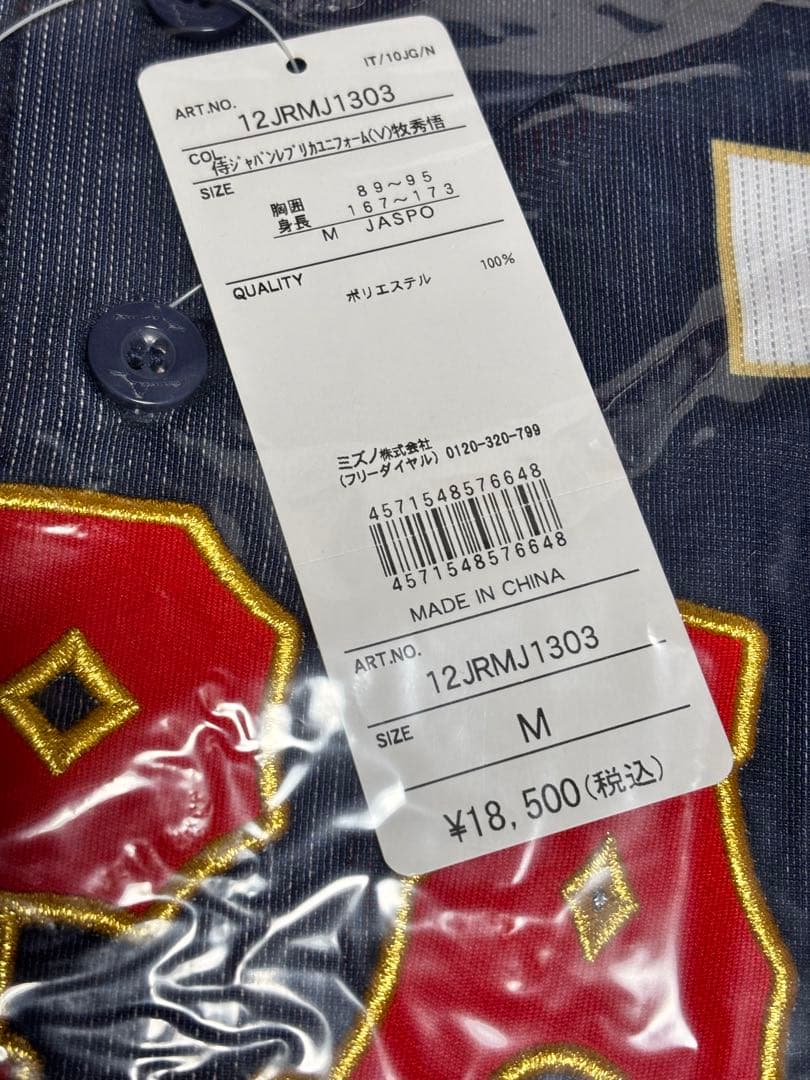 IT/10JG/N
ART.NO. 12JRMJ1303
COL. 侍ｼﾞｬﾊﾟﾝﾚﾌﾟﾘｶﾕﾆﾌｫｰﾑ(V)牧秀悟
SIZE
胸囲 89～95
身長 167～173
M JASPO
QUALITY
ポリエステル 100%
ミズノ株式会社
(フリーダイヤル) 0120-320-799
4571548576648
4571548576648
MADE IN CHINA
ART.NO. 12JRMJ1303
SIZE M
¥18,500(税込)